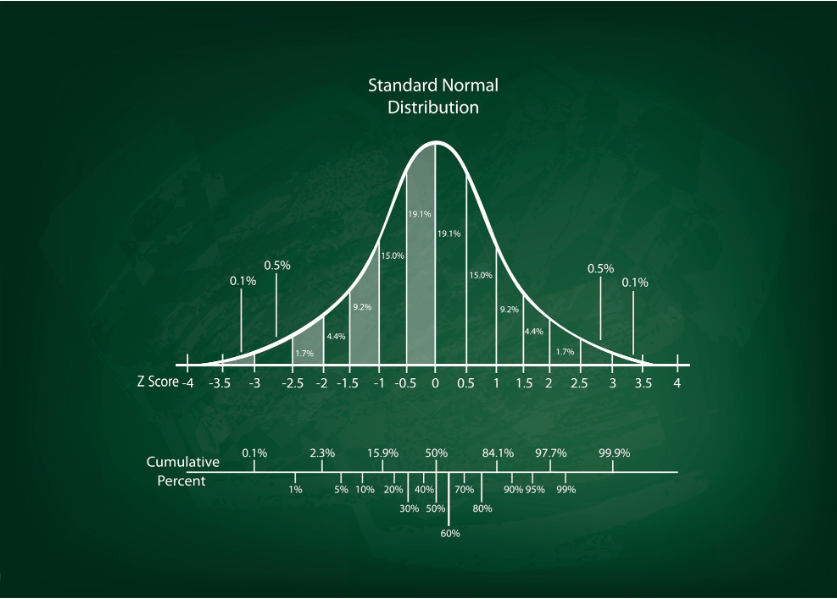 Standard Normal
Distribution
19.1%
19.1%
15.0%
15.0%
0.5%
0.5%
0.1%
0.1%
9.2%
9.2%
4.4%
4.4%
1.7%
1.7%
Z Score -4 -3.5 -3 -2.5 -2 -1.5 -1 -0.5 0 0.5 1 1.5 2 2.5 3 3.5 4
0.1% 2.3% 15.9% 50% 84.1% 97.7% 99.9%
Cumulative
Percent
1% 5% 10% 20% 40% 70% 90% 95% 99%
30% 50% 80%
60%